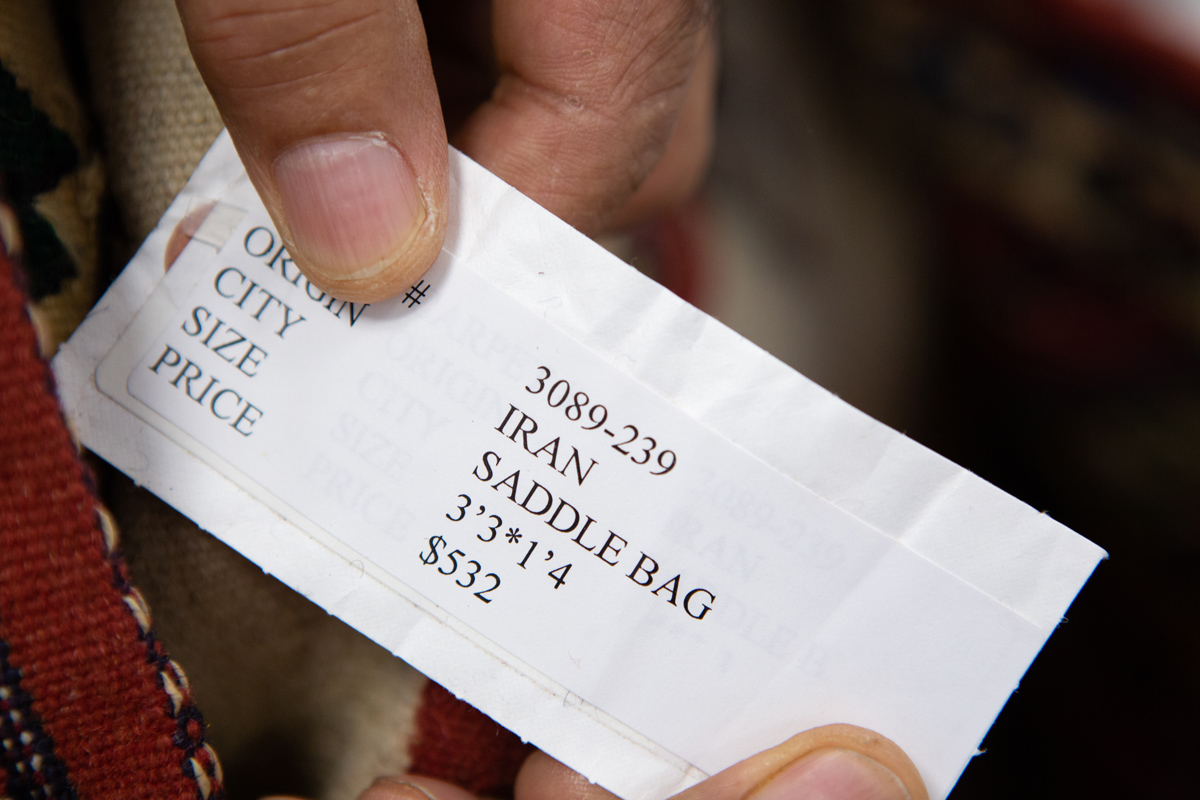 #
ORIGIN
CITY
SIZE
PRICE
3089-239
IRAN
SADDLE BAG
3’3*1’4
$532